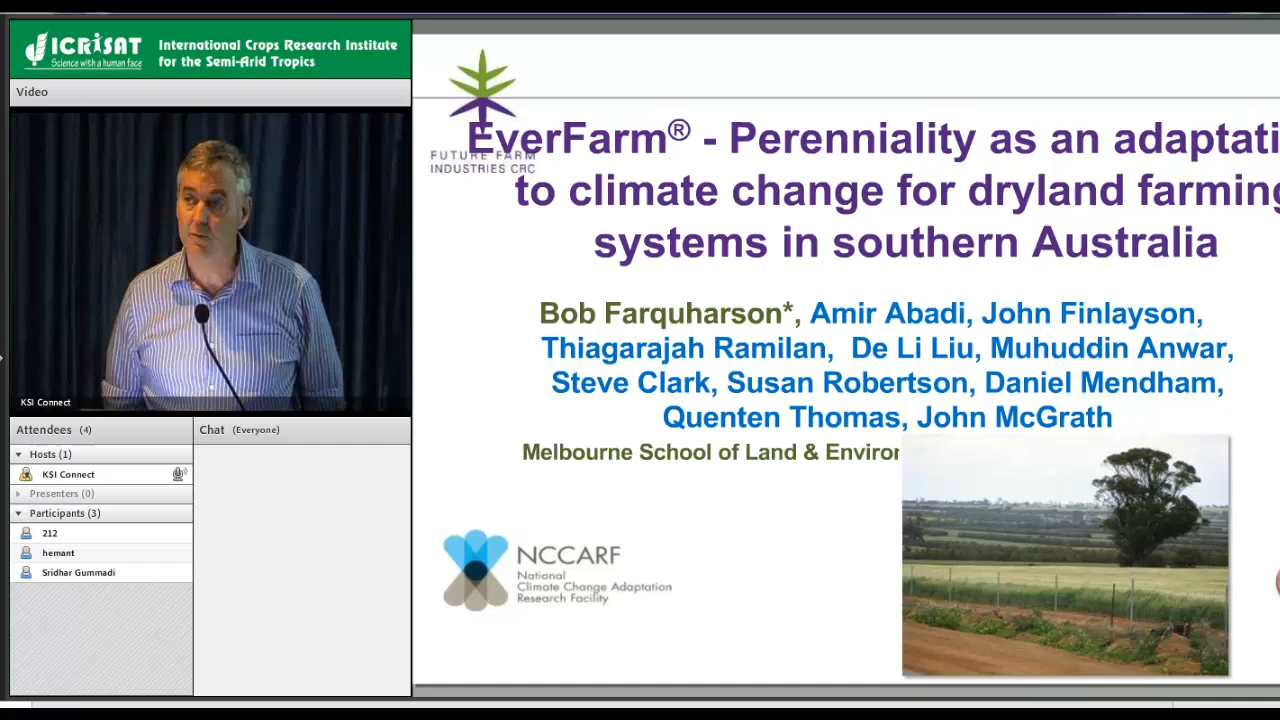 ICRISAT
Science with a human face
International Crops Research Institute
for the Semi-Arid Tropics
Video
KSI Connect
Attendees (4)
Hosts (1)
KSI Connect
Presenters (0)
Participants (3)
212
hemant
Sridhar Gummadi
Chat (Everyone)
FUTURE FARM
INDUSTRIES CRC
EverFarm® - Perenniality as an adaptati
to climate change for dryland farming
systems in southern Australia
Bob Farquharson*, Amir Abadi, John Finlayson,
Thiagarajah Ramilan, De Li Liu, Muhuddin Anwar,
Steve Clark, Susan Robertson, Daniel Mendham,
Quenten Thomas, John McGrath
Melbourne School of Land & Environ
NCCARF
National
Climate Change Adaptation
Research Facility